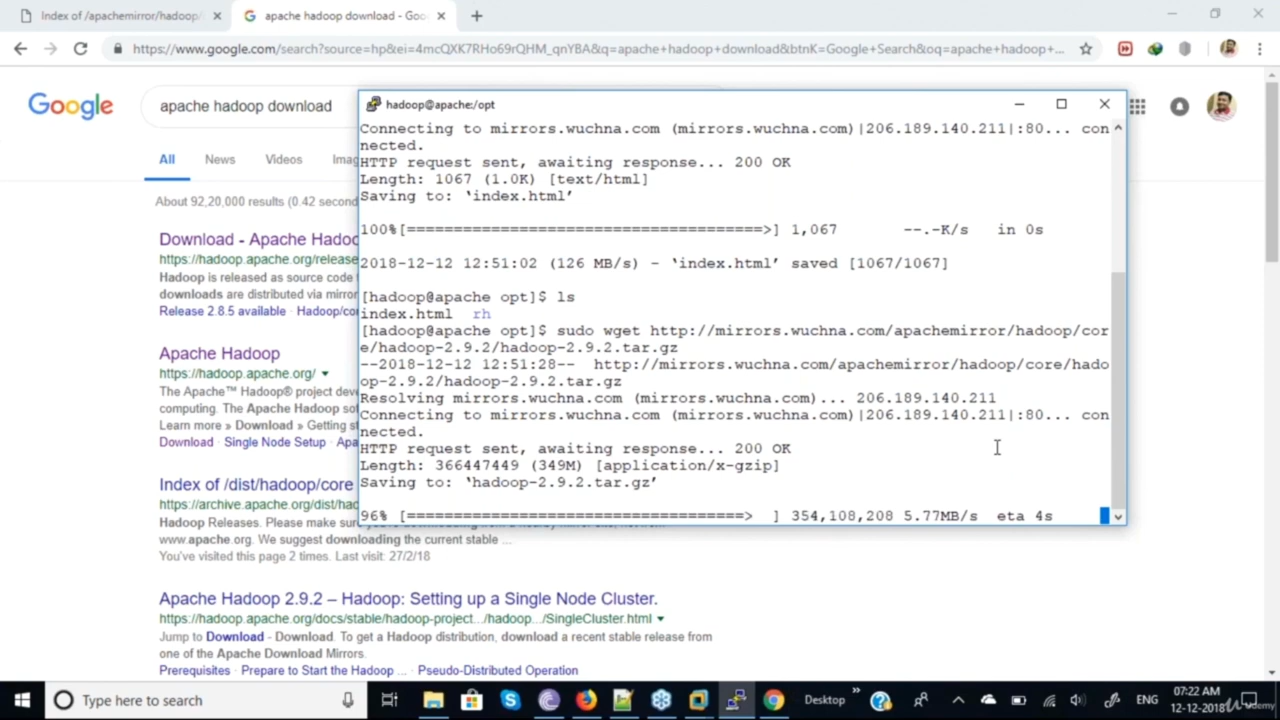 Index of /apachemirror/hadoop/
apache hadoop download - Goo
https://www.google.com/search?source=hp&ei=4mcQXK7RHo69rQHM_qnYBA&q=apache+hadoop+download&btnK=Google+Search&oq=apache+hadoop+...
Google
apache hadoop download
All
News
Videos
Imag
About 92,20,000 results (0.42 second
Download - Apache Hadoo
https://hadoop.apache.org/release
Hadoop is released as source code
downloads are distributed via mirror
Release 2.8.5 available · Hadoop/cor
Apache Hadoop
https://hadoop.apache.org/
The Apache™ Hadoop® project deve
computing. The Apache Hadoop sof
Learn more » Download » Getting st
Download · Single Node Setup · Apa
Index of /dist/hadoop/core
https://archive.apache.org/dist/had
Hadoop Releases. Please make sur
www.apache.org. We suggest downloading the current stable ...
You've visited this page 2 times. Last visit: 27/2/18
Apache Hadoop 2.9.2 – Hadoop: Setting up a Single Node Cluster.
https://hadoop.apache.org/docs/stable/hadoop-project.../hadoop.../SingleCluster.html
Jump to Download - Download. To get a Hadoop distribution, download a recent stable release from
one of the Apache Download Mirrors.
Prerequisites · Prepare to Start the Hadoop ... · Pseudo-Distributed Operation
hadoop@apache:/opt
Connecting to mirrors.wuchna.com (mirrors.wuchna.com)|206.189.140.211|:80... con
nected.
HTTP request sent, awaiting response... 200 OK
Length: 1067 (1.0K) [text/html]
Saving to: ‘index.html’
100%[======================================>] 1,067       --.-K/s   in 0s
2018-12-12 12:51:02 (126 MB/s) - ‘index.html’ saved [1067/1067]
[hadoop@apache opt]$ ls
index.html  rh
[hadoop@apache opt]$ sudo wget http://mirrors.wuchna.com/apachemirror/hadoop/cor
e/hadoop-2.9.2/hadoop-2.9.2.tar.gz
--2018-12-12 12:51:28--  http://mirrors.wuchna.com/apachemirror/hadoop/core/hado
op-2.9.2/hadoop-2.9.2.tar.gz
Resolving mirrors.wuchna.com (mirrors.wuchna.com)... 206.189.140.211
Connecting to mirrors.wuchna.com (mirrors.wuchna.com)|206.189.140.211|:80... con
nected.
HTTP request sent, awaiting response... 200 OK
Length: 366447449 (349M) [application/x-gzip]
Saving to: ‘hadoop-2.9.2.tar.gz’
96% [====================================>  ] 354,108,208 5.77MB/s  eta 4s
Type here to search
Desktop
ENG
07:22 AM
12-12-2018
Udemy